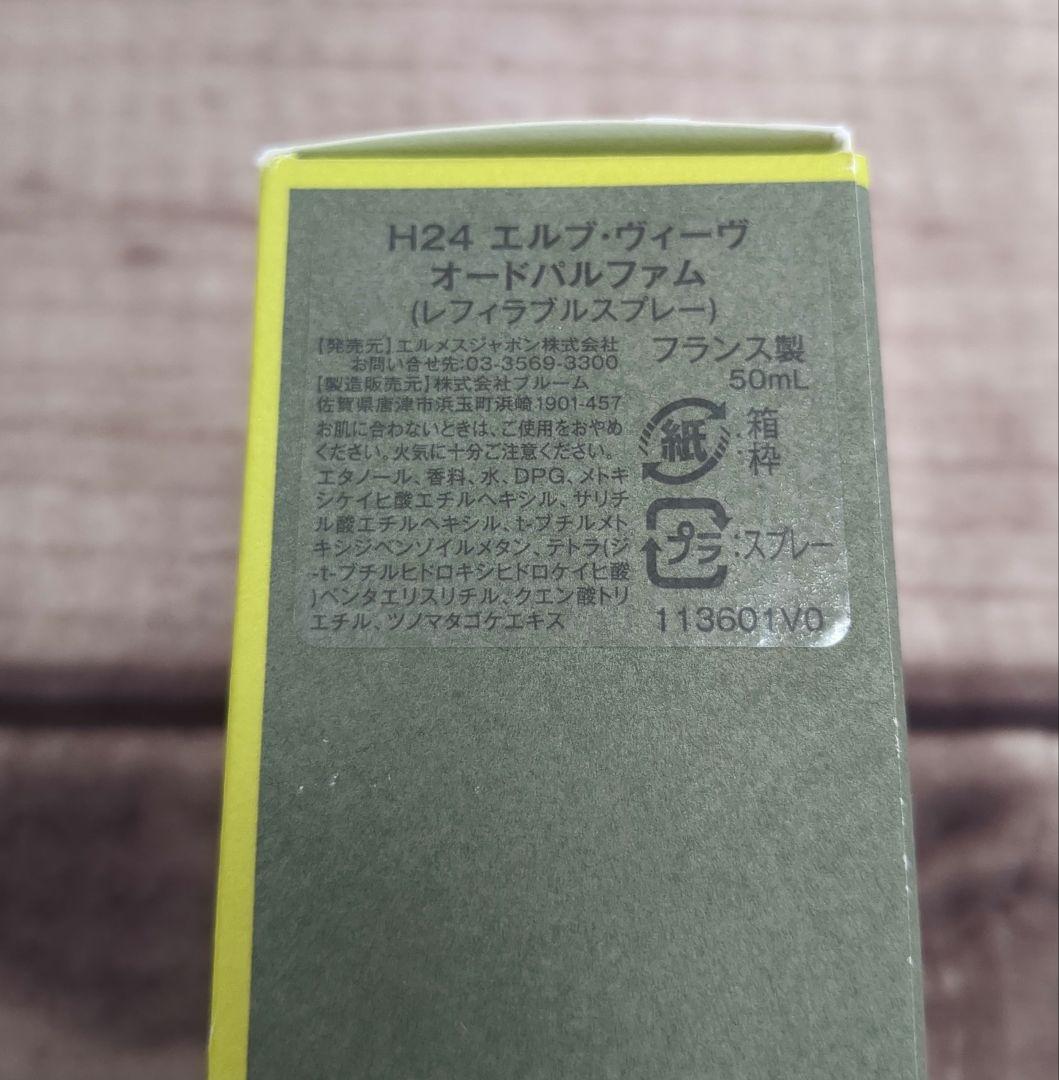 H24 エルブ・ヴィーヴ
オードパルファム
(レフィラブルスプレー)
【発売元】エルメスジャポン株式会社
お問い合せ先:03-3569-3300
【製造販売元】株式会社プルーム
佐賀県唐津市浜玉町浜崎1901-457
お肌に合わないときは、ご使用をおやめ
ください。火気に十分ご注意ください。
エタノール、香料、水、DPG、メトキ
シケイヒ酸エチルヘキシル、サリチ
ル酸エチルヘキシル、t-ブチルメト
キシジベンゾイルメタン、テトラ(ジ
-t-ブチルヒドロキシヒドロケイヒ酸
)ペンタエリスリチル、クエン酸トリ
エチル、ツノマタゴケエキス
フランス製
50mL
紙:箱
:枠
プラ:スプレー
113601V0